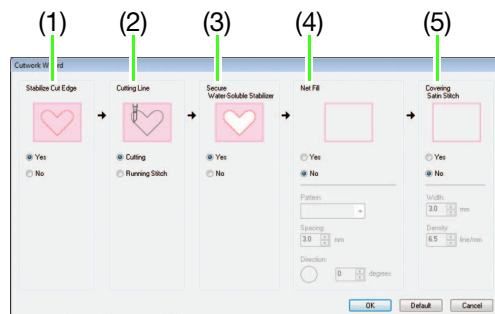 (1) (2) (3) (4) (5)
Cutwork Wizard
Stabilize Cut Edge
Yes
No
Cutting Line
Cutting
Running Stitch
Secure
Water-Soluble Stabilizer
Yes
No
Net Fill
Yes
No
Pattern:
Spacing:
3.0 mm
Direction:
0 degrees
Covering
Satin Stitch
Yes
No
Width:
3.0 mm
Density:
6.5 line/mm
OK Default Cancel